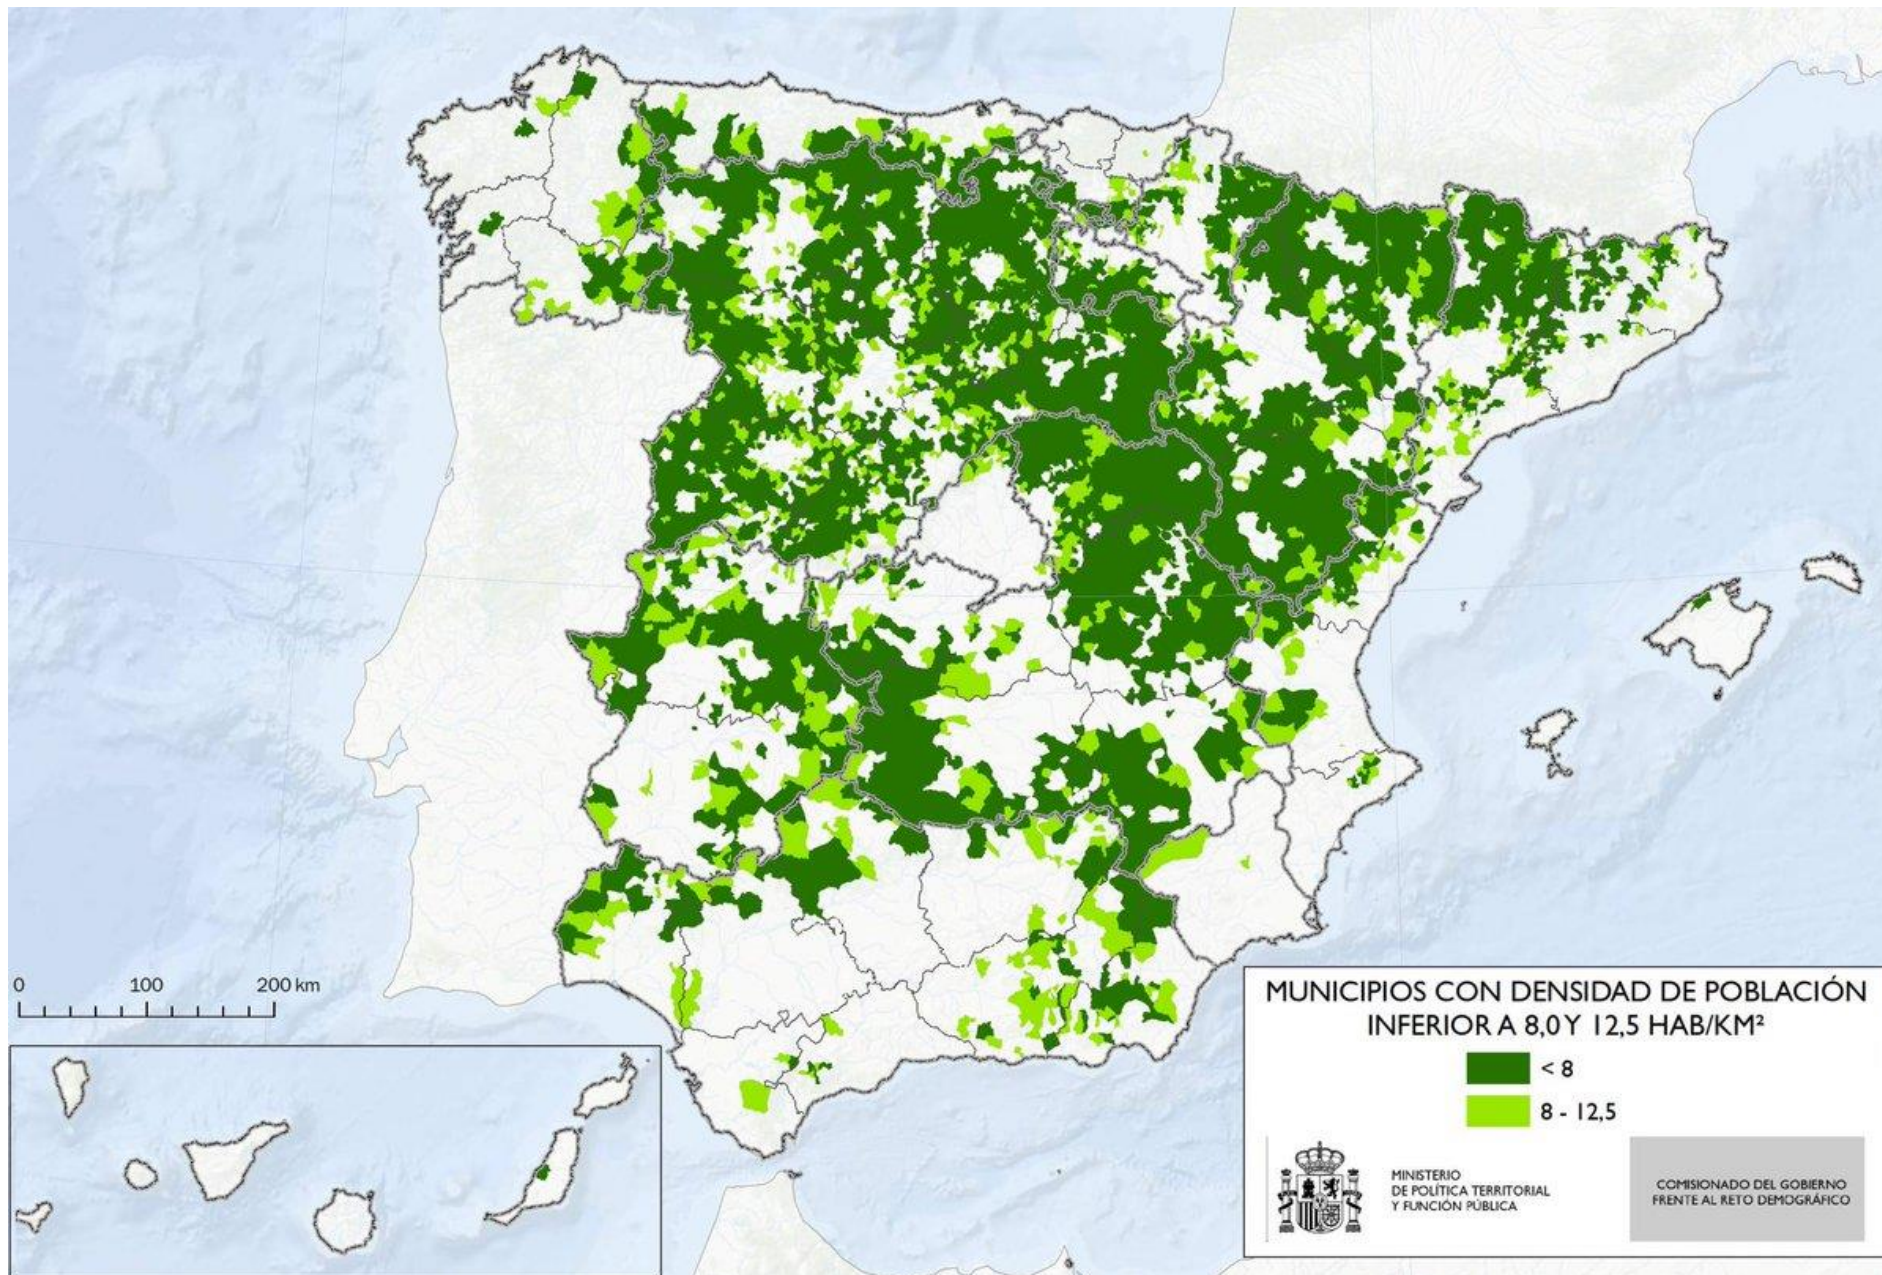 0 100 200 km
MUNICIPIOS CON DENSIDAD DE POBLACIÓN
INFERIOR A 8,0 Y 12,5 HAB/KM²
< 8
8 - 12,5
MINISTERIO
DE POLÍTICA TERRITORIAL
Y FUNCIÓN PÚBLICA
COMISIONADO DEL GOBIERNO
FRENTE AL RETO DEMOGRÁFICO